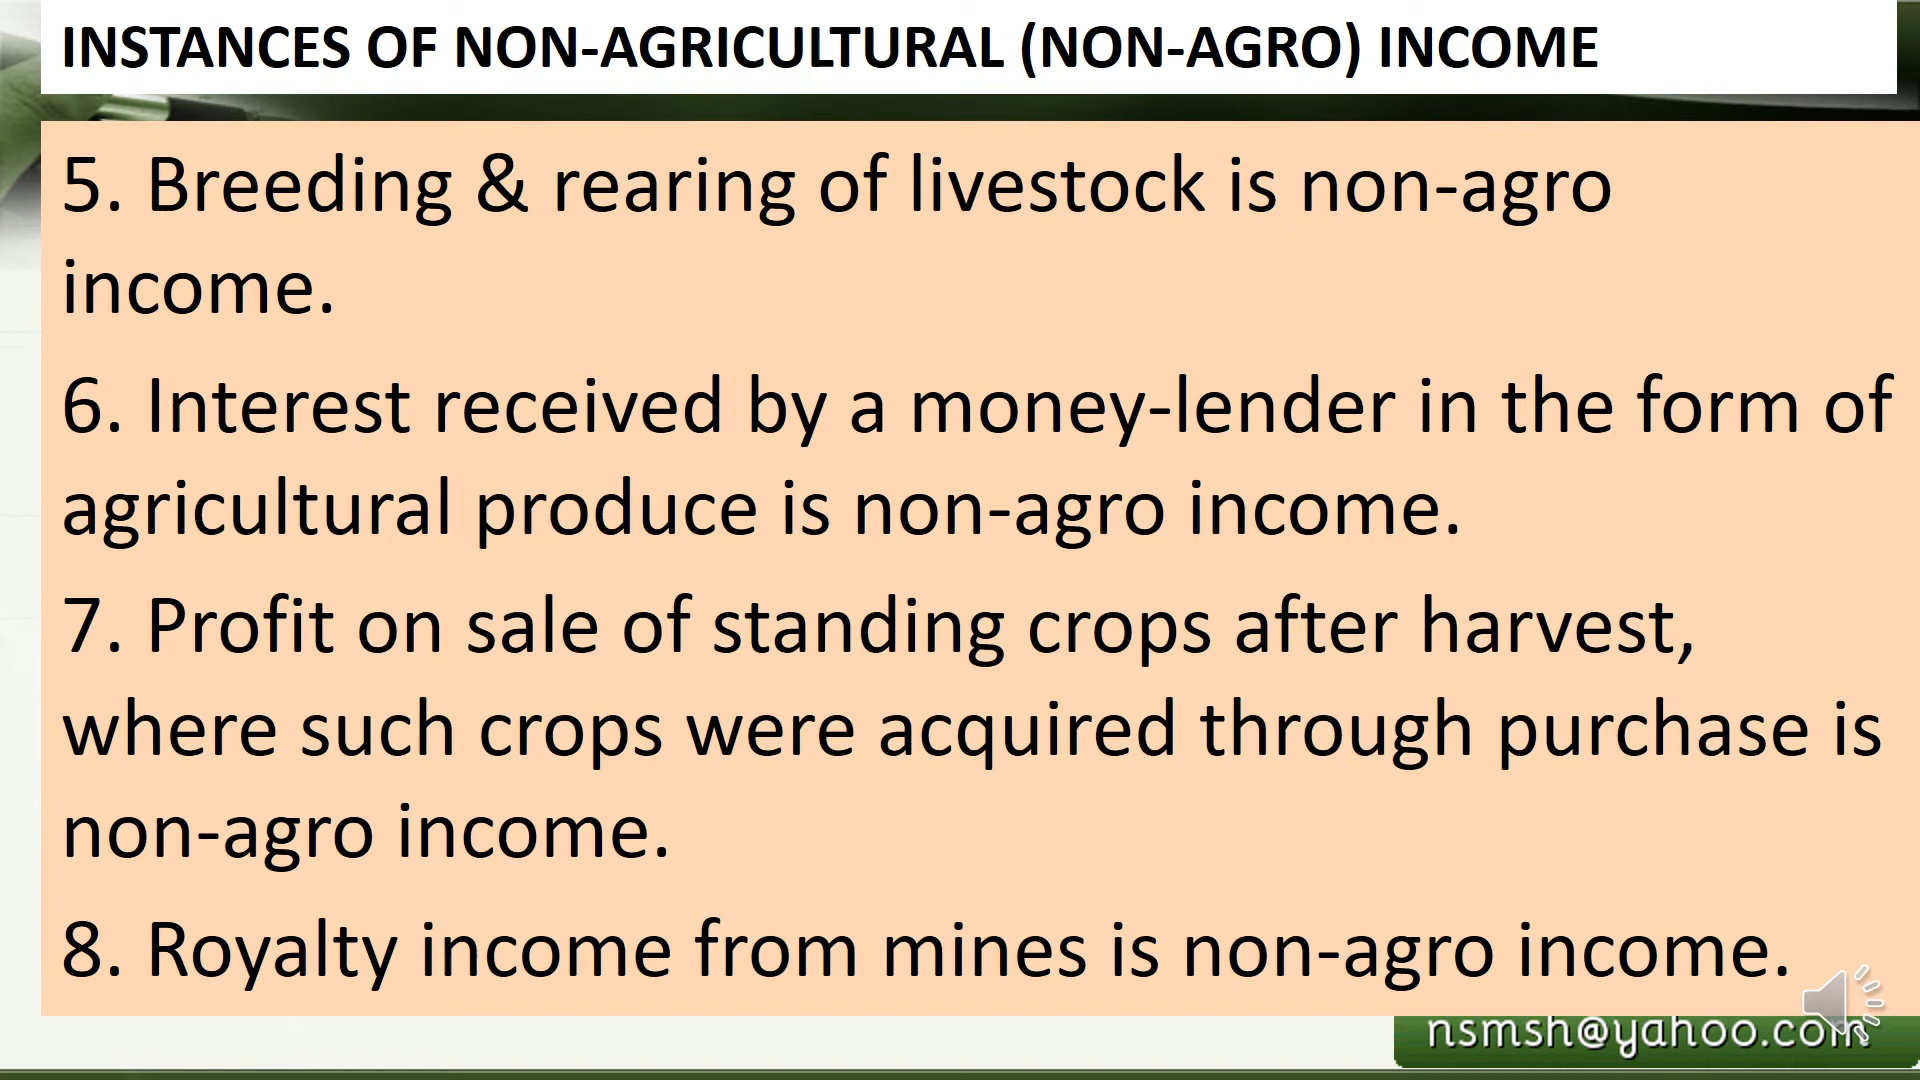 INSTANCES OF NON-AGRICULTURAL (NON-AGRO) INCOME
5. Breeding & rearing of livestock is non-agro
income.
6. Interest received by a money-lender in the form of
agricultural produce is non-agro income.
7. Profit on sale of standing crops after harvest,
where such crops were acquired through purchase is
non-agro income.
8. Royalty income from mines is non-agro income.
nsmsh@yahoo.com